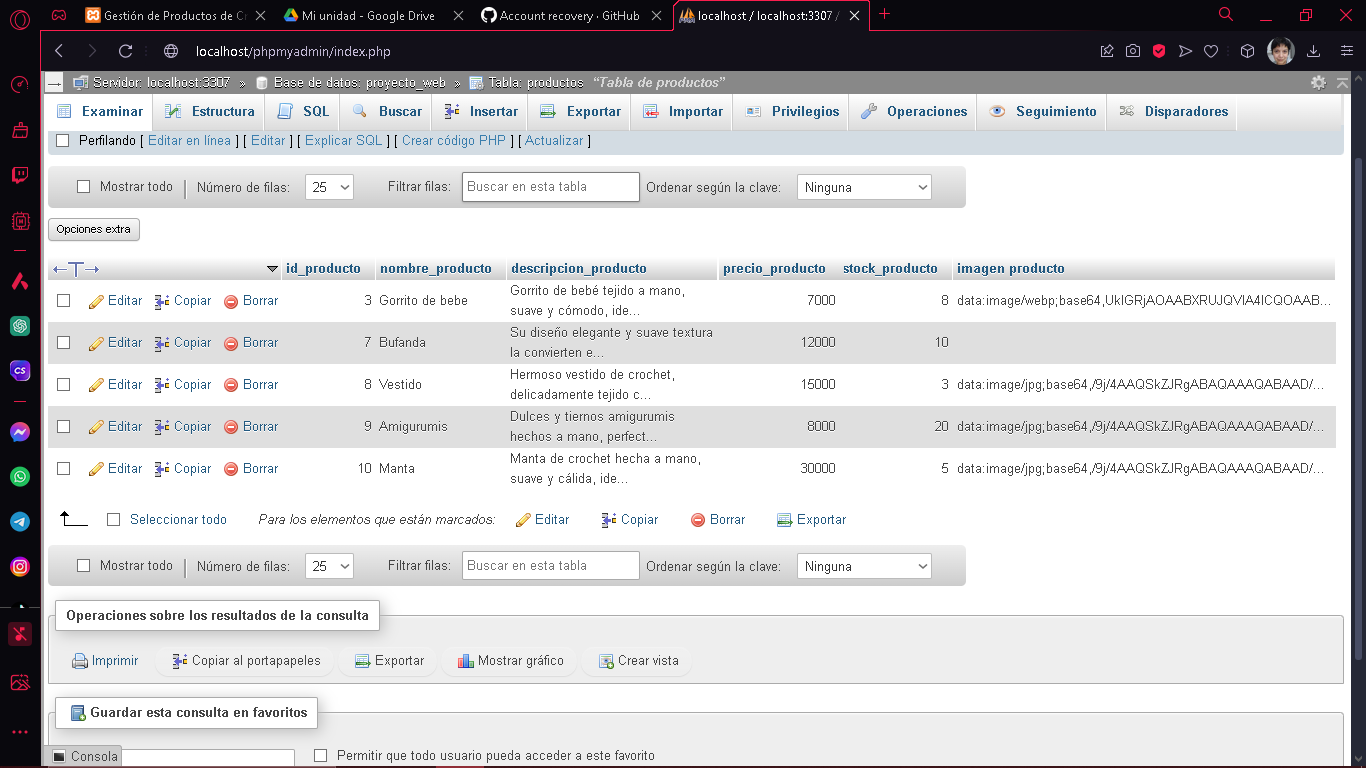 Gestión de Productos de Cr
Mi unidad - Google Drive
Account recovery · GitHub
localhost / localhost:3307 /
localhost/phpmyadmin/index.php
Servidor: localhost:3307 » Base de datos: proyecto_web » Tabla: productos "Tabla de productos"
Examinar Estructura SQL Buscar Insertar Exportar Importar Privilegios Operaciones Seguimiento Disparadores
Perfilando [ Editar en línea ] [ Editar ] [ Explicar SQL ] [ Crear código PHP ] [ Actualizar ]
Mostrar todo | Número de filas: 25 Filtrar filas: Buscar en esta tabla Ordenar según la clave: Ninguna
Opciones extra
id_producto nombre_producto descripcion_producto precio_producto stock_producto imagen producto
Editar Copiar Borrar 3 Gorrito de bebe Gorrito de bebé tejido a mano, 7000 8 data:image/webp;base64,UklGRjAOAABXRUJQVlA4ICQOAAB...
suave y cómodo, ide...
Editar Copiar Borrar 7 Bufanda Su diseño elegante y suave textura 12000 10
la convierten e...
Editar Copiar Borrar 8 Vestido Hermoso vestido de crochet, 15000 3 data:image/jpg;base64,/9j/4AAQSkZJRgABAQAAAQABAAD/...
delicadamente tejido c...
Editar Copiar Borrar 9 Amigurumis Dulces y tiernos amigurumis 8000 20 data:image/jpg;base64,/9j/4AAQSkZJRgABAQAAAQABAAD/...
hechos a mano, perfect...
Editar Copiar Borrar 10 Manta Manta de crochet hecha a mano, 30000 5 data:image/jpg;base64,/9j/4AAQSkZJRgABAQAAAQABAAD/...
suave y cálida, ide...
Seleccionar todo Para los elementos que están marcados: Editar Copiar Borrar Exportar
Mostrar todo | Número de filas: 25 Filtrar filas: Buscar en esta tabla Ordenar según la clave: Ninguna
Operaciones sobre los resultados de la consulta
Imprimir Copiar al portapapeles Exportar Mostrar gráfico Crear vista
Guardar esta consulta en favoritos
Consola Permitir que todo usuario pueda acceder a este favorito
CS